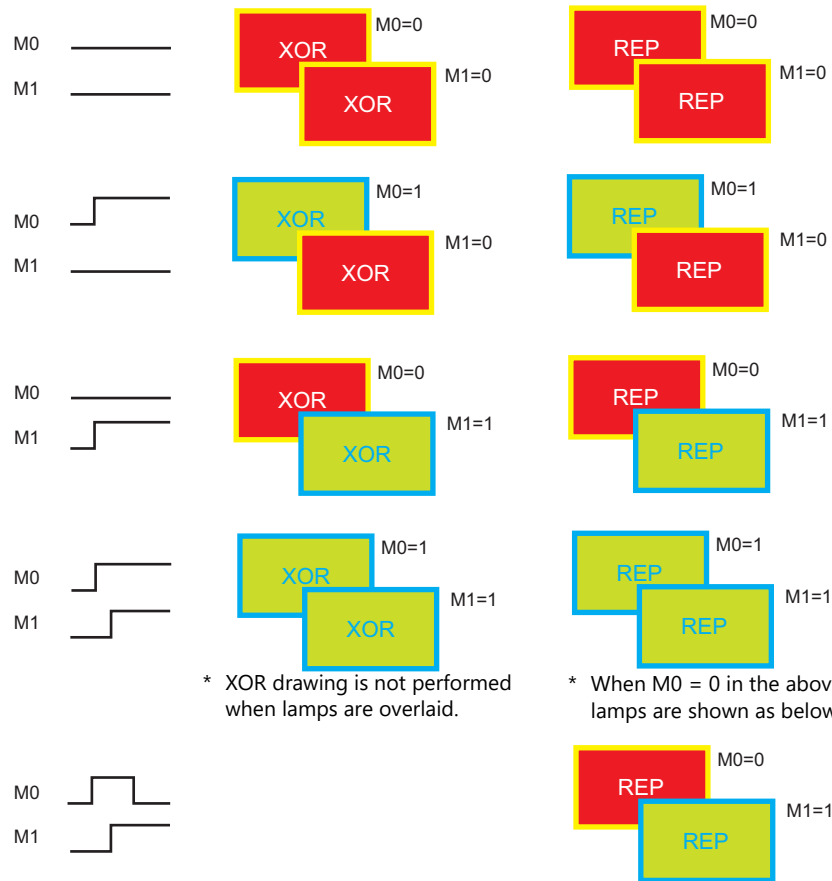 M0
M1
XOR
M0=0
XOR
M1=0
REP
M0=0
REP
M1=0
M0
M1
XOR
M0=1
XOR
M1=0
REP
M0=1
REP
M1=0
M0
M1
XOR
M0=0
XOR
M1=1
REP
M0=0
REP
M1=1
M0
M1
XOR
M0=1
XOR
M1=1
REP
M0=1
REP
M1=1
* XOR drawing is not performed
when lamps are overlaid.
* When M0 = 0 in the above
lamps are shown as below
M0
M1
REP
M0=0
REP
M1=1